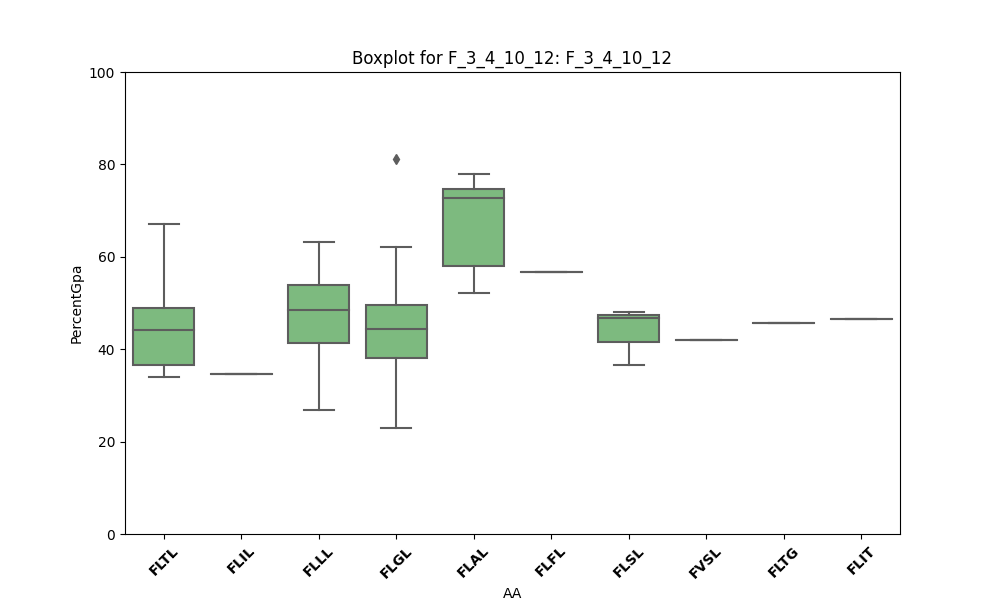 Boxplot for F_3_4_10_12: F_3_4_10_12
100
80
60
40
20
0
PercentGpa
FLTL
FLIL
FLLL
FLGL
FLAL
FLFL
FLSL
FVSL
FLTG
FLIT
AA